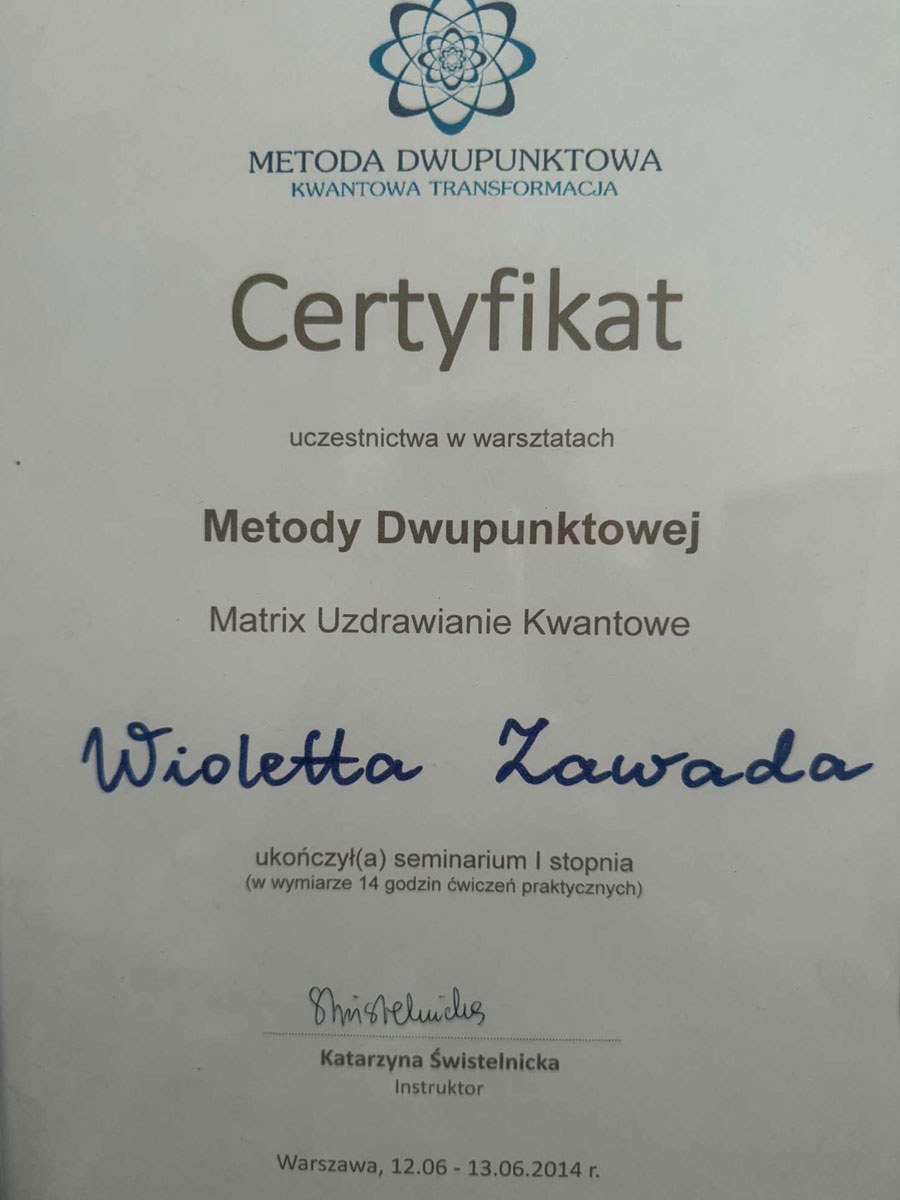 METODA DWUPUNKTOWA
KWANTOWA TRANSFORMACJA
Certyfikat
uczestnictwa w warsztatach
Metody Dwupunktowej
Matrix Uzdrawianie Kwantowe
Wioletta Zawada
ukończył(a) seminarium I stopnia
(w wymiarze 14 godzin ćwiczeń praktycznych)
Świstelnicka
Katarzyna Świstelnicka
Instruktor
Warszawa, 12.06 - 13.06.2014 r.